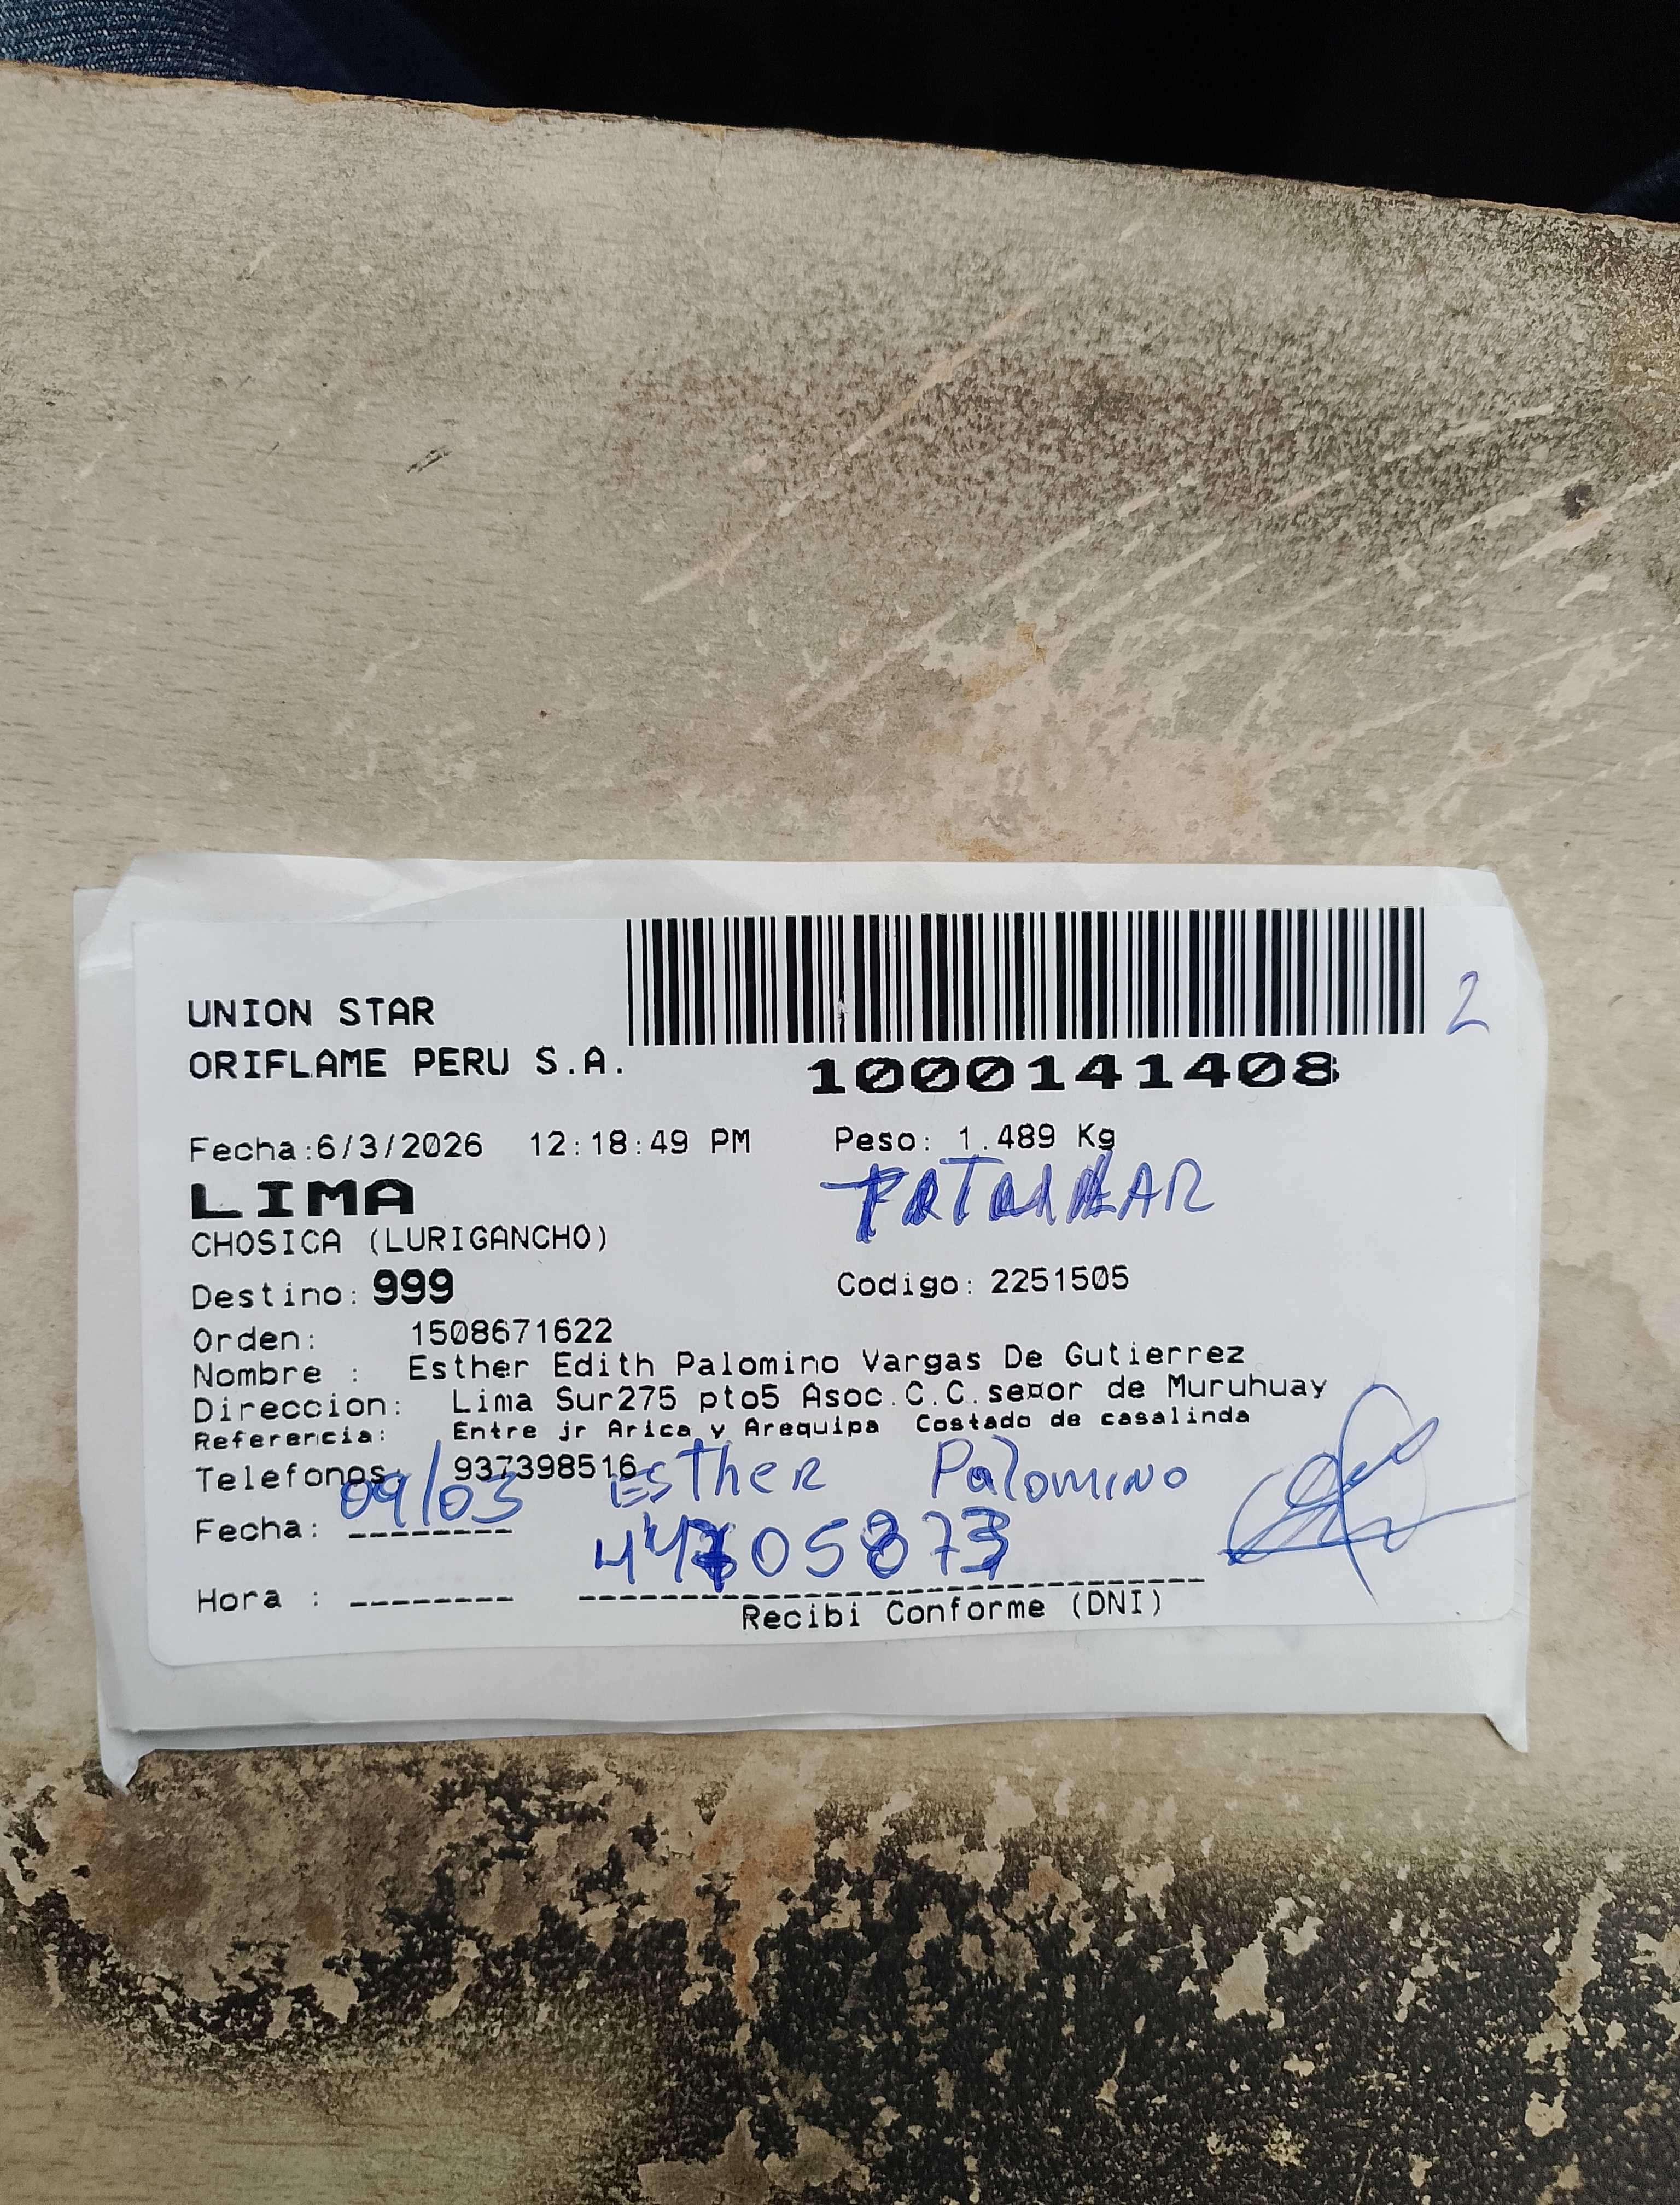 UNION STAR
ORIFLAME PERU S.A.
2
1000141408
Fecha:6/3/2026 12:18:49 PM Peso: 1.489 Kg
LIMA
CHOSICA (LURIGANCHO)
Destino: 999 Codigo: 2251505
Orden: 1508671622
Nombre : Esther Edith Palomino Vargas De Gutierrez
Direccion: Lima Sur275 pto5 Asoc.C.C.se¤or de Muruhuay
Referencia: Entre jr Arica y Arequipa Costado de casalinda
Telefonos: 937398516
Esther Palomino
Fecha: 09/03
Hora :
Recibi Conforme (DNI)